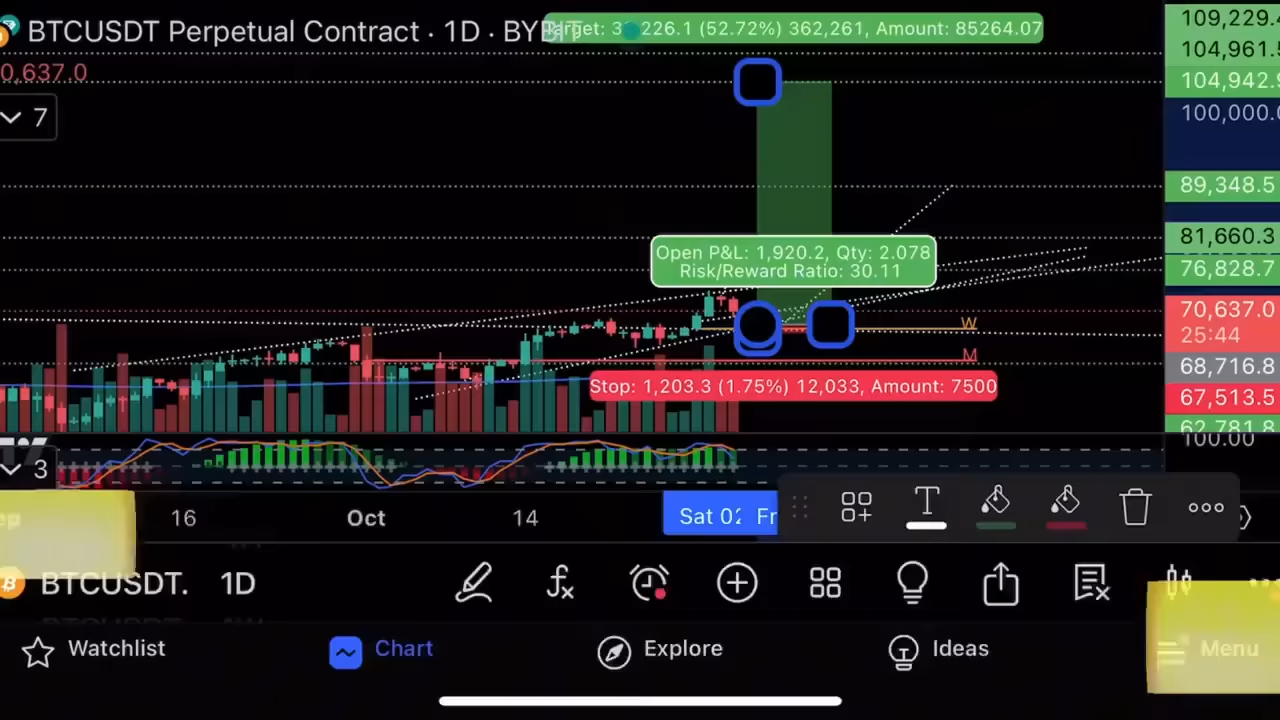 BTCUSDT Perpetual Contract · 1D · BYBIT
226.1 (52.72%) 362,261, Amount: 85264.07
0,637.0
7
109,229.4
104,961.5
104,942.9
100,000.0
89,348.5
81,660.3
76,828.7
70,637.0
25:44
68,716.8
67,513.5
62,781.8
100.00
Open P&L: 1,920.2, Qty: 2.078
Risk/Reward Ratio: 30.11
W
M
Stop: 1,203.3 (1.75%) 12,033, Amount: 7500
3
16 Oct 14 Sat 02 Fr
T
BTCUSDT. 1D
Watchlist Chart Explore Ideas Menu